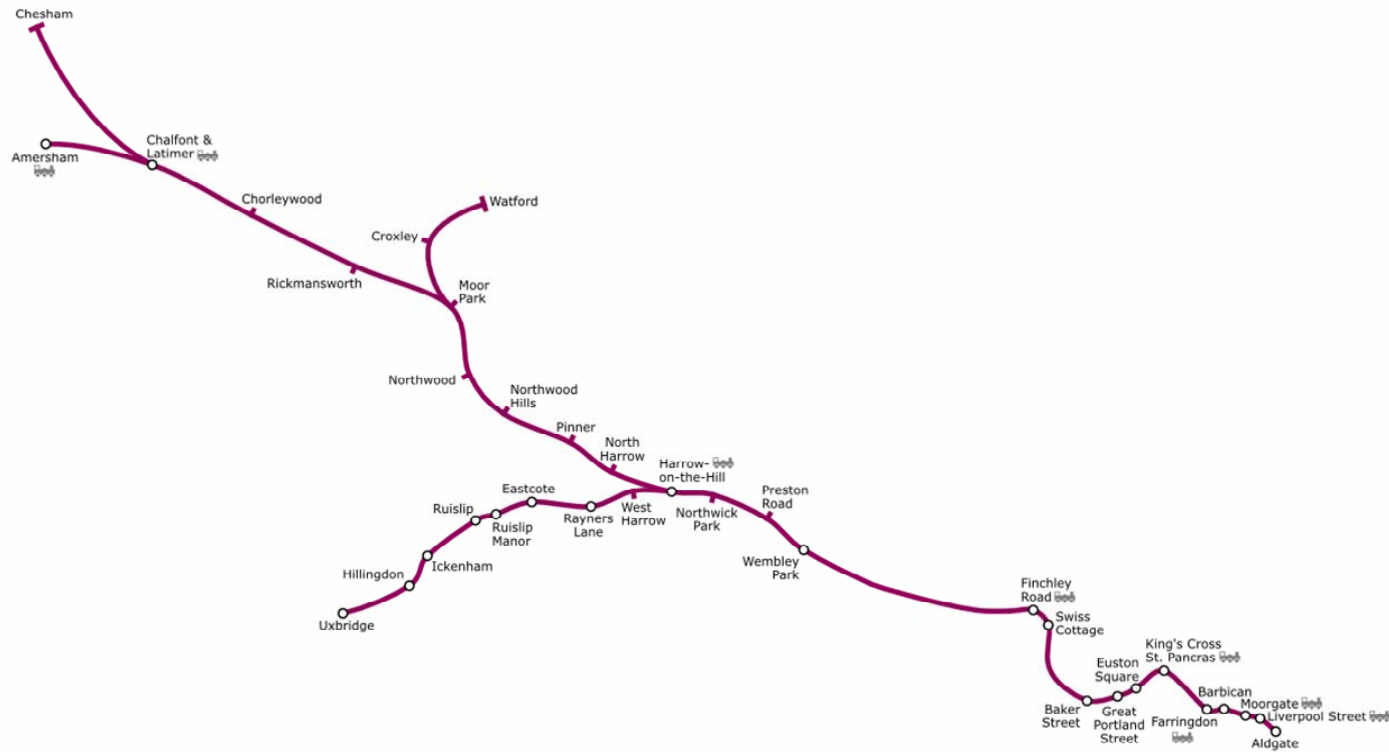 Chesham
Amersham
Chalfont &
Latimer
Chorleywood
Rickmansworth
Watford
Croxley
Moor
Park
Northwood
Northwood
Hills
Pinner
North
Harrow
Harrow-
on-the-Hill
Eastcote
Ruislip
Ruislip
Manor
Rayners
Lane
West
Harrow
Northwick
Park
Preston
Road
Wembley
Park
Hillingdon
Ickenham
Uxbridge
Finchley
Road
Swiss
Cottage
Baker
Street
Great
Portland
Street
Euston
Square
King's Cross
St. Pancras
Farringdon
Barbican
Moorgate
Liverpool Street
Aldgate